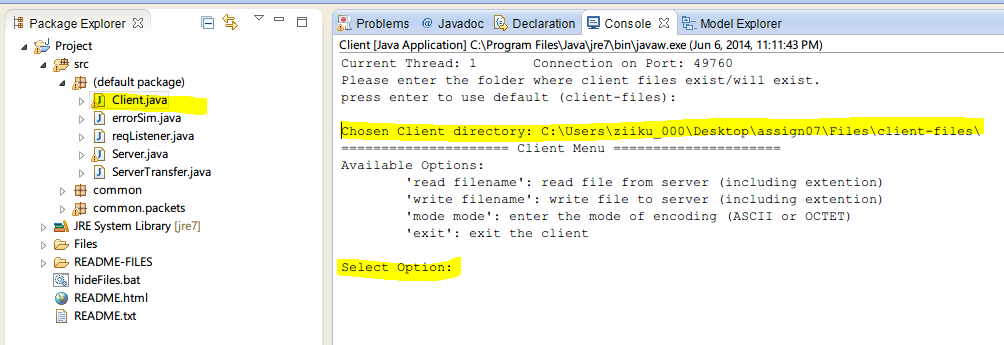 Package Explorer
Project
src
(default package)
Client.java
errorSim.java
reqListener.java
Server.java
ServerTransfer.java
common
common.packets
JRE System Library [jre7]
Files
README-FILES
hideFiles.bat
README.html
README.txt
Problems @ Javadoc Declaration Console Model Explorer
Client [Java Application] C:\Program Files\Java\jre7\bin\javaw.exe (Jun 6, 2014, 11:11:43 PM)
Current Thread: 1 Connection on Port: 49760
Please enter the folder where client files exist/will exist.
press enter to use default (client-files):
Chosen Client directory: C:\Users\ziiku_000\Desktop\assign07\Files\client-files\
===================== Client Menu =====================
Available Options:
'read filename': read file from server (including extention)
'write filename': write file to server (including extention)
'mode mode': enter the mode of encoding (ASCII or OCTET)
'exit': exit the client
Select Option: